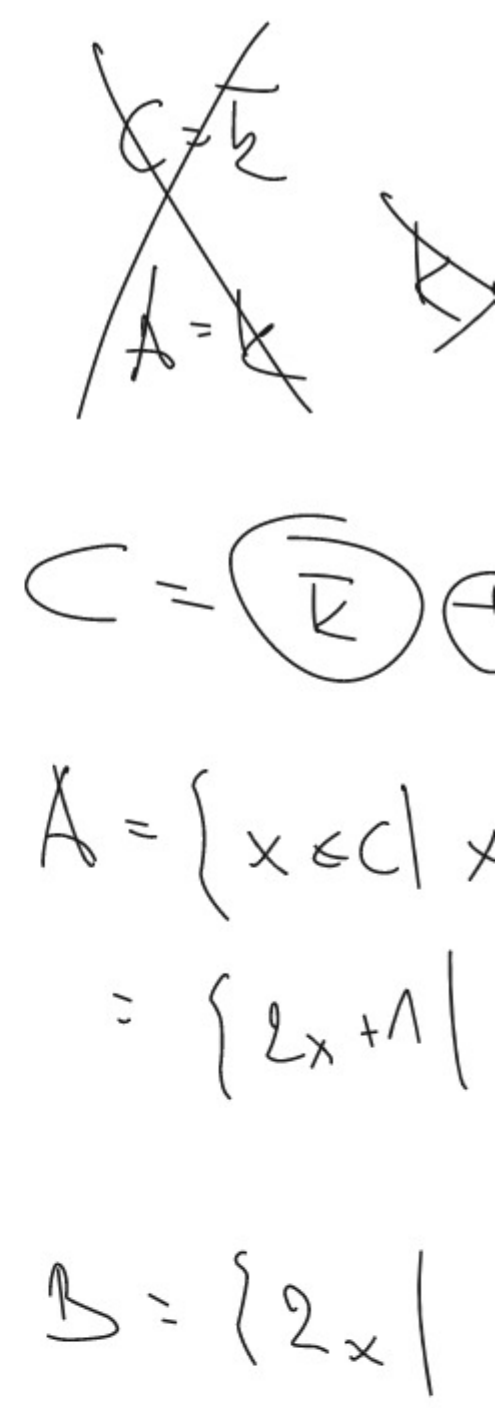 C = k̅
A = k
C = k̅
A = { x ∈ C | x
= { 2x + 1 |
B = { 2x |